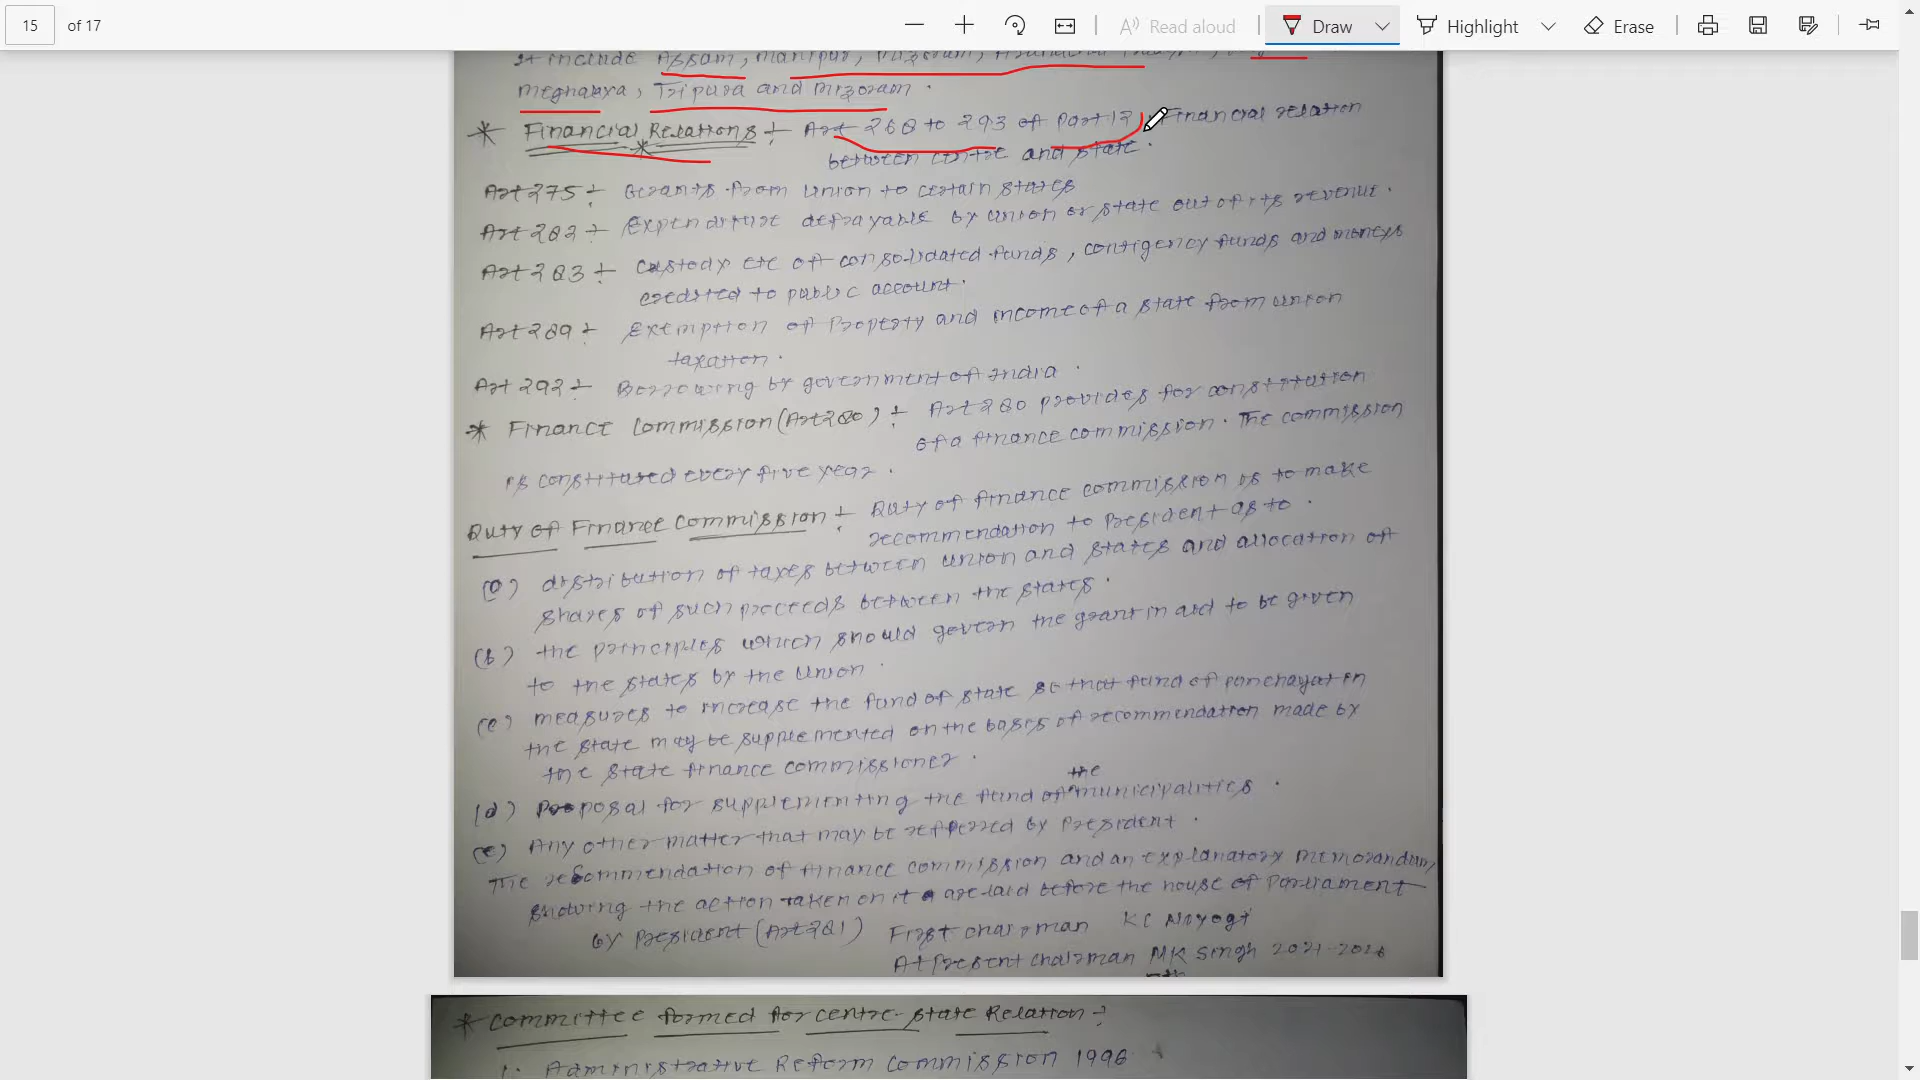 15 of 17 Read aloud Draw Highlight Erase
It include Assam, Manipur, Mizoram,
Meghalaya, Tripura and Mizoram.
* Financial Relations ÷ Art 268 to 293 of Part 12, Financial relation
between centre and state.
Art 275 ÷ Grants from union to certain states
Art 282 ÷ Expenditure defrayable by union or state out of its revenue.
Art 283 ÷ Custody etc of consolidated funds, contigency funds and moneys
credited to public account.
Art 289 ÷ Exemption of Property and income of a state from union
taxation.
Art 292 ÷ Borrowing by government of India
* Finance Commission (Art 280) ÷ Art 280 provides for constitution
of a finance commission. The commission
is constituted every five year.
Duty of Finance Commission ÷ Duty of finance commission is to make
recommendation to President as to.
(a) distribution of taxes between union and states and allocation of
shares of such proceeds between the states.
(b) the principles which should govern the grant in aid to be given
to the states by the union
(c) measures to increase the fund of state so that fund of panchayat in
the state may be supplemented on the bases of recommendation made by
the state finance commissioner.
(d) Proposal for supplementing the fund of the municipalities.
(e) Any other matter that may be referred by President.
The recommendation of finance commission and an explanatory memorandum
showing the action taken on it are laid before the house of Parliament
by President (Art 281) First chairman KC Niyogi
At present chairman MK Singh 2021-2026
* Committee formed for centre-state Relation ÷
1. Administrative Reform Commission 1996